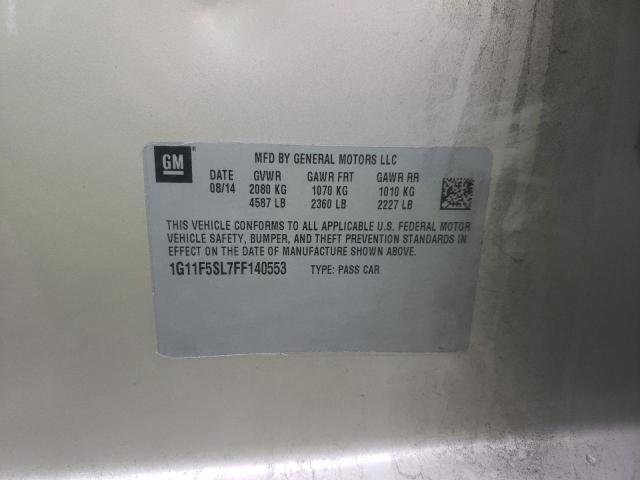 GM
MFD BY GENERAL MOTORS LLC
DATE GVWR GAWR FRT GAWR RR
08/14 2080 KG 1070 KG 1010 KG
4587 LB 2360 LB 2227 LB
THIS VEHICLE CONFORMS TO ALL APPLICABLE U.S. FEDERAL MOTOR
VEHICLE SAFETY, BUMPER, AND THEFT PREVENTION STANDARDS IN
EFFECT ON THE DATE OF MANUFACTURE SHOWN ABOVE.
1G11F5SL7FF140553 TYPE: PASS CAR